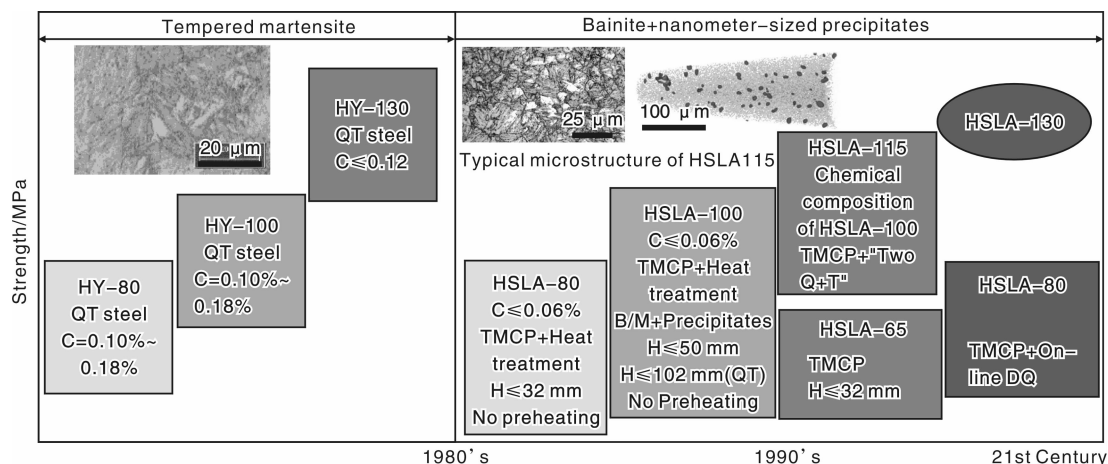 Tempered martensite
Bainite+nanometer-sized precipitates
Strength/MPa
20 μm
HY-130
QT steel
C≤0.12
HY-100
QT steel
C=0.10%~
0.18%
HY-80
QT steel
C=0.10%~
0.18%
25 μm
100 μm
Typical microstructure of HSLA115
HSLA-80
C≤0.06%
TMCP+Heat
treatment
H≤32 mm
No preheating
HSLA-100
C≤0.06%
TMCP+Heat
treatment
B/M+Precipitates
H≤50 mm
H≤102 mm(QT)
No Preheating
HSLA-115
Chemical
composition
of HSLA-100
TMCP+"Two
Q+T"
HSLA-65
TMCP
H≤32 mm
HSLA-130
HSLA-80
TMCP+On-
line DQ
1980's
1990's
21st Century